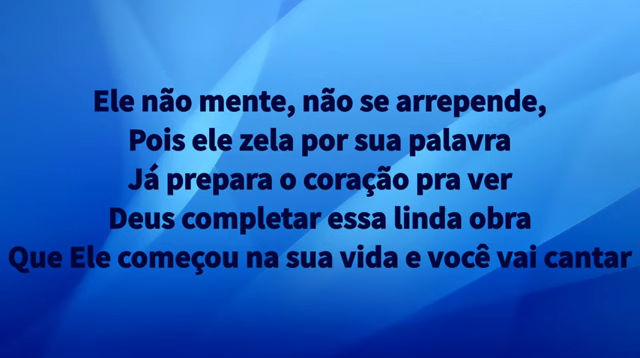 Ele não mente, não se arrepende,
Pois ele zela por sua palavra
Já prepara o coração pra ver
Deus completar essa linda obra
Que Ele começou na sua vida e você vai cantar